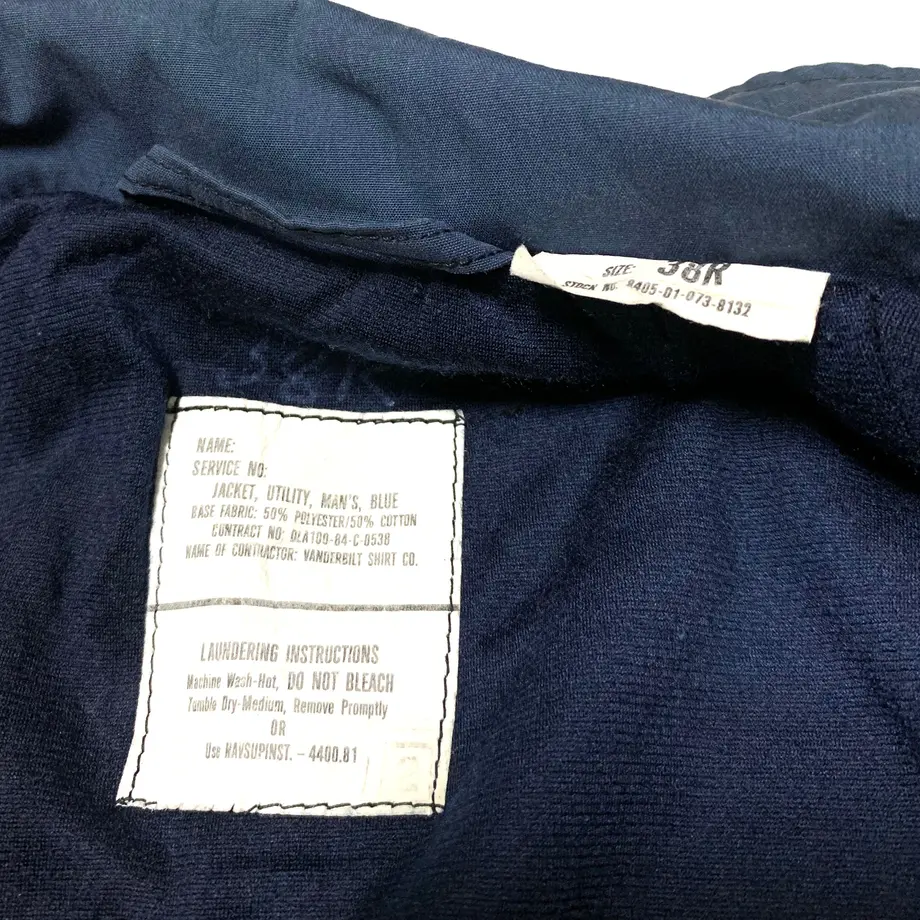 SIZE: 38R
STOCK NO. 8405-01-073-8132
38R
NAME:
SERVICE NO:
JACKET, UTILITY, MAN'S, BLUE
BASE FABRIC: 50% POLYESTER/50% COTTON
CONTRACT NO: DLA100-84-C-0538
NAME OF CONTRACTOR: VANDERBILT SHIRT CO.
LAUNDERING INSTRUCTIONS
Machine Wash-Hot, DO NOT BLEACH
Tumble Dry-Medium, Remove Promptly
OR
Use NAVSUPINST. - 4400.81